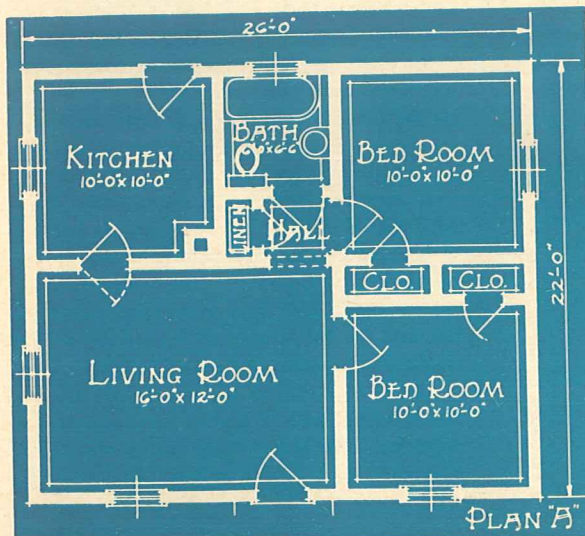 26'-0"
KITCHEN
10'-0" x 10'-0"
BATH
BED ROOM
10'-0" x 10'-0"
LINEN
HALL
CLO.
CLO.
22'-0"
LIVING ROOM
16'-0" x 12'-0"
BED ROOM
10'-0" x 10'-0"
PLAN "A"